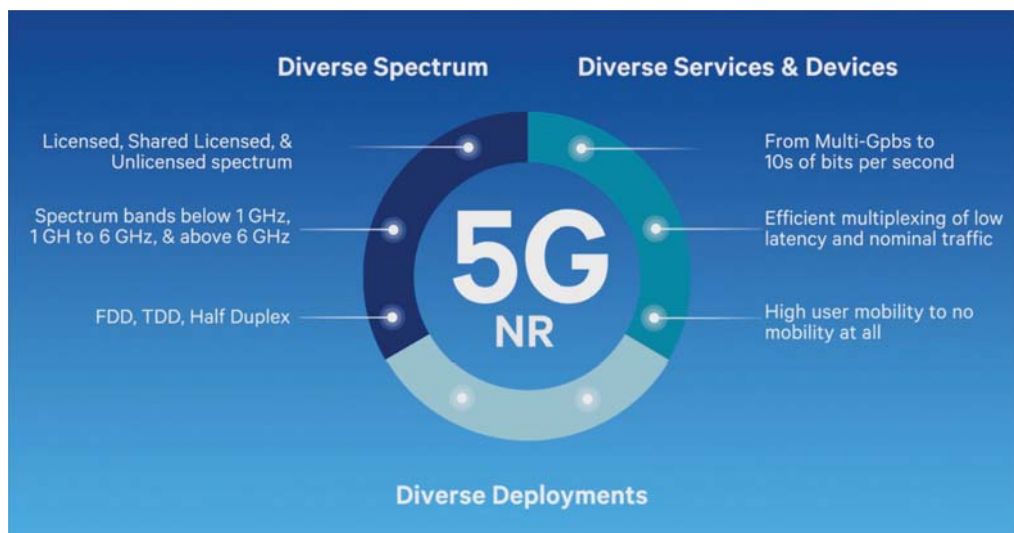 Diverse Spectrum
Licensed, Shared Licensed, &
Unlicensed spectrum
Spectrum bands below 1 GHz,
1 GH to 6 GHz, & above 6 GHz
FDD, TDD, Half Duplex
5G
NR
Diverse Services & Devices
From Multi-Gpbs to
10s of bits per second
Efficient multiplexing of low
latency and nominal traffic
High user mobility to no
mobility at all
Diverse Deployments